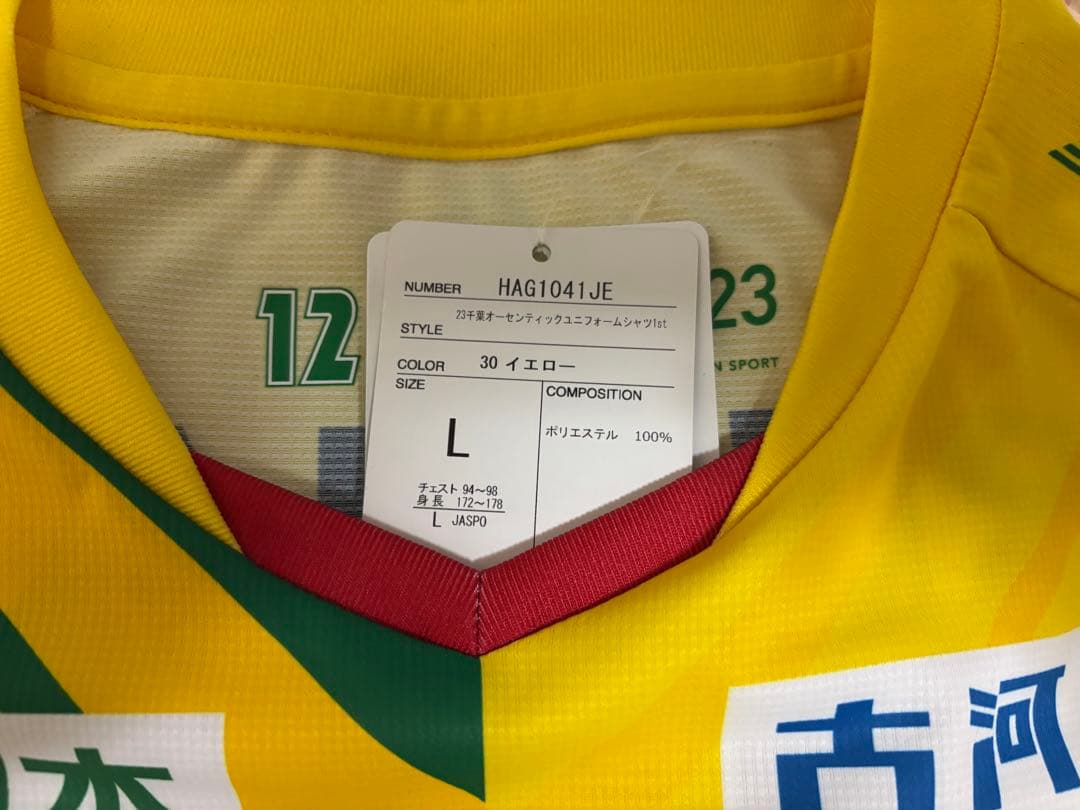 NUMBER HAG1041JE
STYLE 23千葉オーセンティックユニフォームシャツ1st
COLOR 30 イエロー
SIZE
L
チェスト 94～98
身長 172～178
L JASPO
COMPOSITION
ポリエステル 100%
12
23
N SPORT
古河